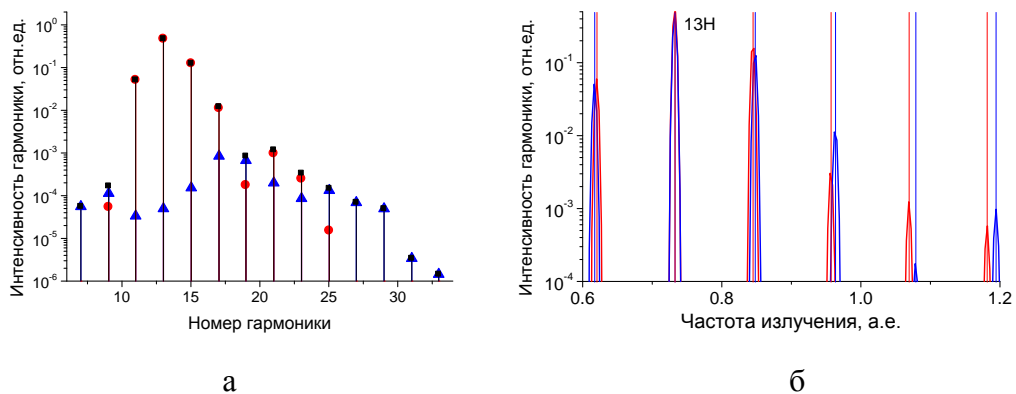 Интенсивность гармоники, отн.ед.
10⁰
10⁻¹
10⁻²
10⁻³
10⁻⁴
10⁻⁵
10⁻⁶
10 15 20 25 30
Номер гармоники
а
Интенсивность гармоники, отн.ед.
13H
10⁻¹
10⁻²
10⁻³
10⁻⁴
0.6 0.8 1.0 1.2
Частота излучения, а.е.
б